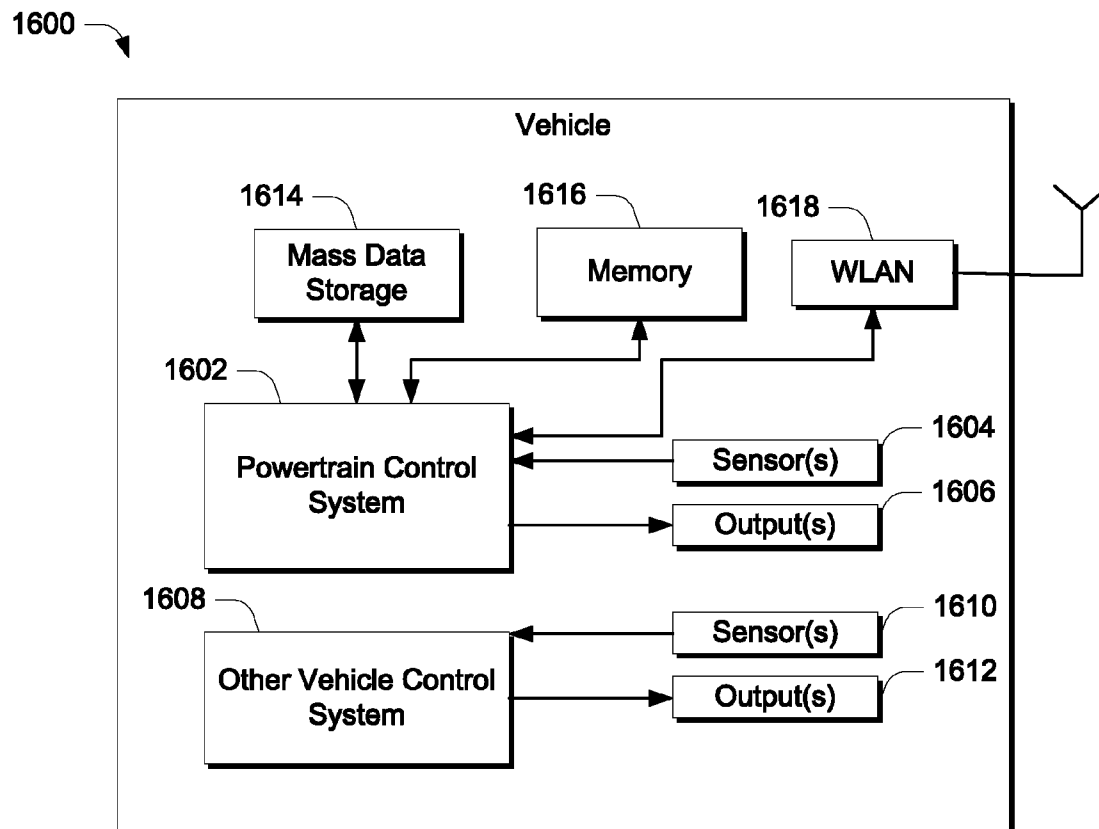 1600
Vehicle
1614
Mass Data
Storage
1616
Memory
1618
WLAN
1602
Powertrain Control
System
1604
Sensor(s)
1606
Output(s)
1608
Other Vehicle Control
System
1610
Sensor(s)
1612
Output(s)